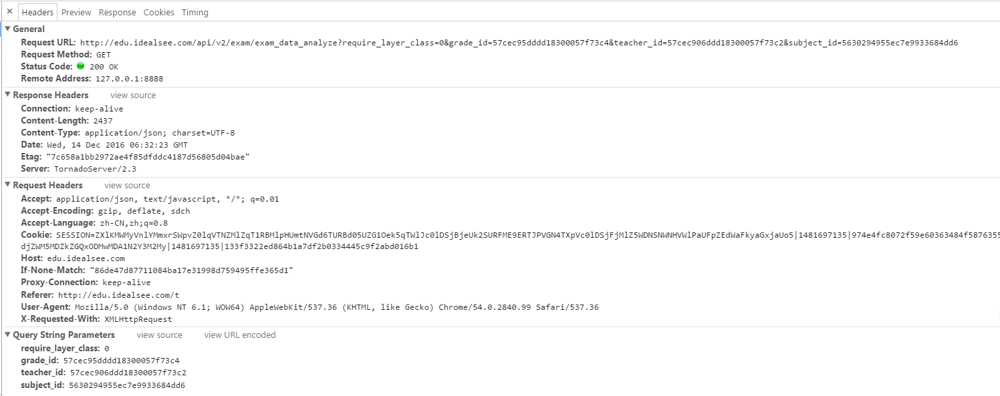 × Headers Preview Response Cookies Timing
▼ General
Request URL: http://edu.idealsee.com/api/v2/exam/exam_data_analyze?require_layer_class=0&grade_id=57cec95dddd18300057f73c4&teacher_id=57cec906ddd18300057f73c2&subject_id=5630294955ec7e9933684dd6
Request Method: GET
Status Code: 200 OK
Remote Address: 127.0.0.1:8888
▼ Response Headers view source
Connection: keep-alive
Content-Length: 2437
Content-Type: application/json; charset=UTF-8
Date: Wed, 14 Dec 2016 06:32:23 GMT
Etag: "7c658a1bb2972ae4f85dfddc4187d56805d04bae"
Server: TornadoServer/2.3
▼ Request Headers view source
Accept: application/json, text/javascript, */*; q=0.01
Accept-Encoding: gzip, deflate, sdch
Accept-Language: zh-CN,zh;q=0.8
Cookie: SESSION=ZXlKMWMyVnlYMmxrSWpvZ0lqVTNZMlZqT1RBMlpHUmtNVGd6TURBd05UZG1Oek5qTWlJc0lDSjBjeUk2SURFME9ERTJPVGN4TXpVc0lDSjFjMlZ5WDNSNWNHVWlPaUFpZEdWaFkyaGxjaUo5|1481697135|974e4fc8072f59e60363484f5876355
djZWM5MDZkZGQxODMwMDA1N2Y3M2My|1481697135|133f3322ed864b1a7df2b0334445c9f2abd016b1
Host: edu.idealsee.com
If-None-Match: "86de47d87711084ba17e31998d759495ffe365d1"
Proxy-Connection: keep-alive
Referer: http://edu.idealsee.com/t
User-Agent: Mozilla/5.0 (Windows NT 6.1; WOW64) AppleWebKit/537.36 (KHTML, like Gecko) Chrome/54.0.2840.99 Safari/537.36
X-Requested-With: XMLHttpRequest
▼ Query String Parameters view source view URL encoded
require_layer_class: 0
grade_id: 57cec95dddd18300057f73c4
teacher_id: 57cec906ddd18300057f73c2
subject_id: 5630294955ec7e9933684dd6